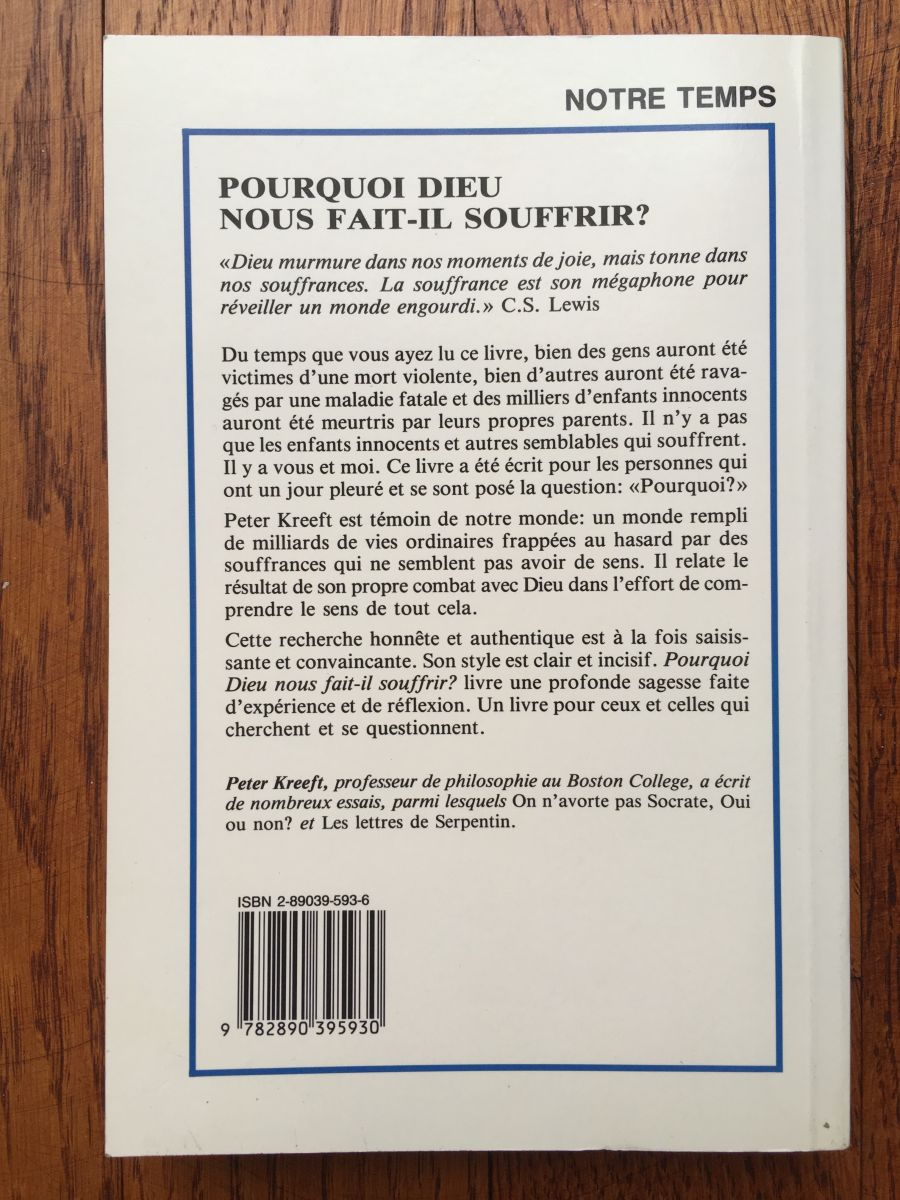 NOTRE TEMPS
POURQUOI DIEU
NOUS FAIT-IL SOUFFRIR?
«Dieu murmure dans nos moments de joie, mais tonne dans
nos souffrances. La souffrance est son mégaphone pour
réveiller un monde engourdi.» C.S. Lewis
Du temps que vous ayez lu ce livre, bien des gens auront été
victimes d'une mort violente, bien d'autres auront été rava-
gés par une maladie fatale et des milliers d'enfants innocents
auront été meurtris par leurs propres parents. Il n'y a pas
que les enfants innocents et autres semblables qui souffrent.
Il y a vous et moi. Ce livre a été écrit pour les personnes qui
ont un jour pleuré et se sont posé la question: «Pourquoi?»
Peter Kreeft est témoin de notre monde: un monde rempli
de milliards de vies ordinaires frappées au hasard par des
souffrances qui ne semblent pas avoir de sens. Il relate le
résultat de son propre combat avec Dieu dans l'effort de com-
prendre le sens de tout cela.
Cette recherche honnête et authentique est à la fois saisis-
sante et convaincante. Son style est clair et incisif. Pourquoi
Dieu nous fait-il souffrir? livre une profonde sagesse faite
d'expérience et de réflexion. Un livre pour ceux et celles qui
cherchent et se questionnent.
Peter Kreeft, professeur de philosophie au Boston College, a écrit
de nombreux essais, parmi lesquels On n'avorte pas Socrate, Oui
ou non? et Les lettres de Serpentin.
ISBN 2-89039-593-6
9 782890 395930